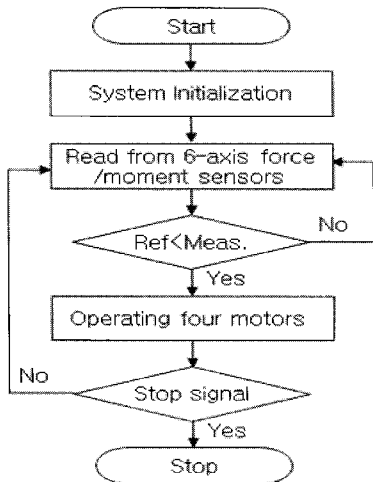 Start
System Initialization
Read from 6-axis force
/moment sensors
No
Ref<Meas.
Yes
Operating four motors
No
Stop signal
Yes
Stop